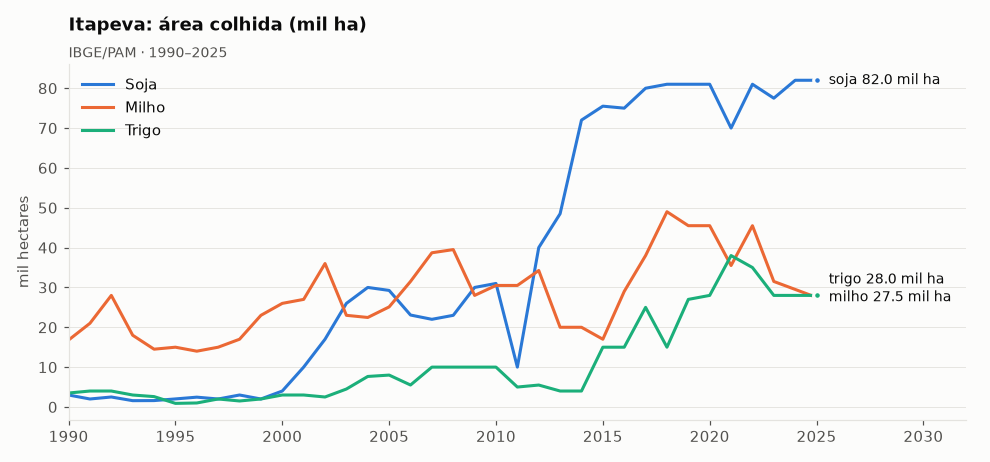 Itapeva: área colhida (mil ha)
IBGE/PAM · 1990–2025
Soja
Milho
Trigo
mil hectares
80
70
60
50
40
30
20
10
0
1990
1995
2000
2005
2010
2015
2020
2025
2030
soja 82.0 mil ha
trigo 28.0 mil ha
milho 27.5 mil ha